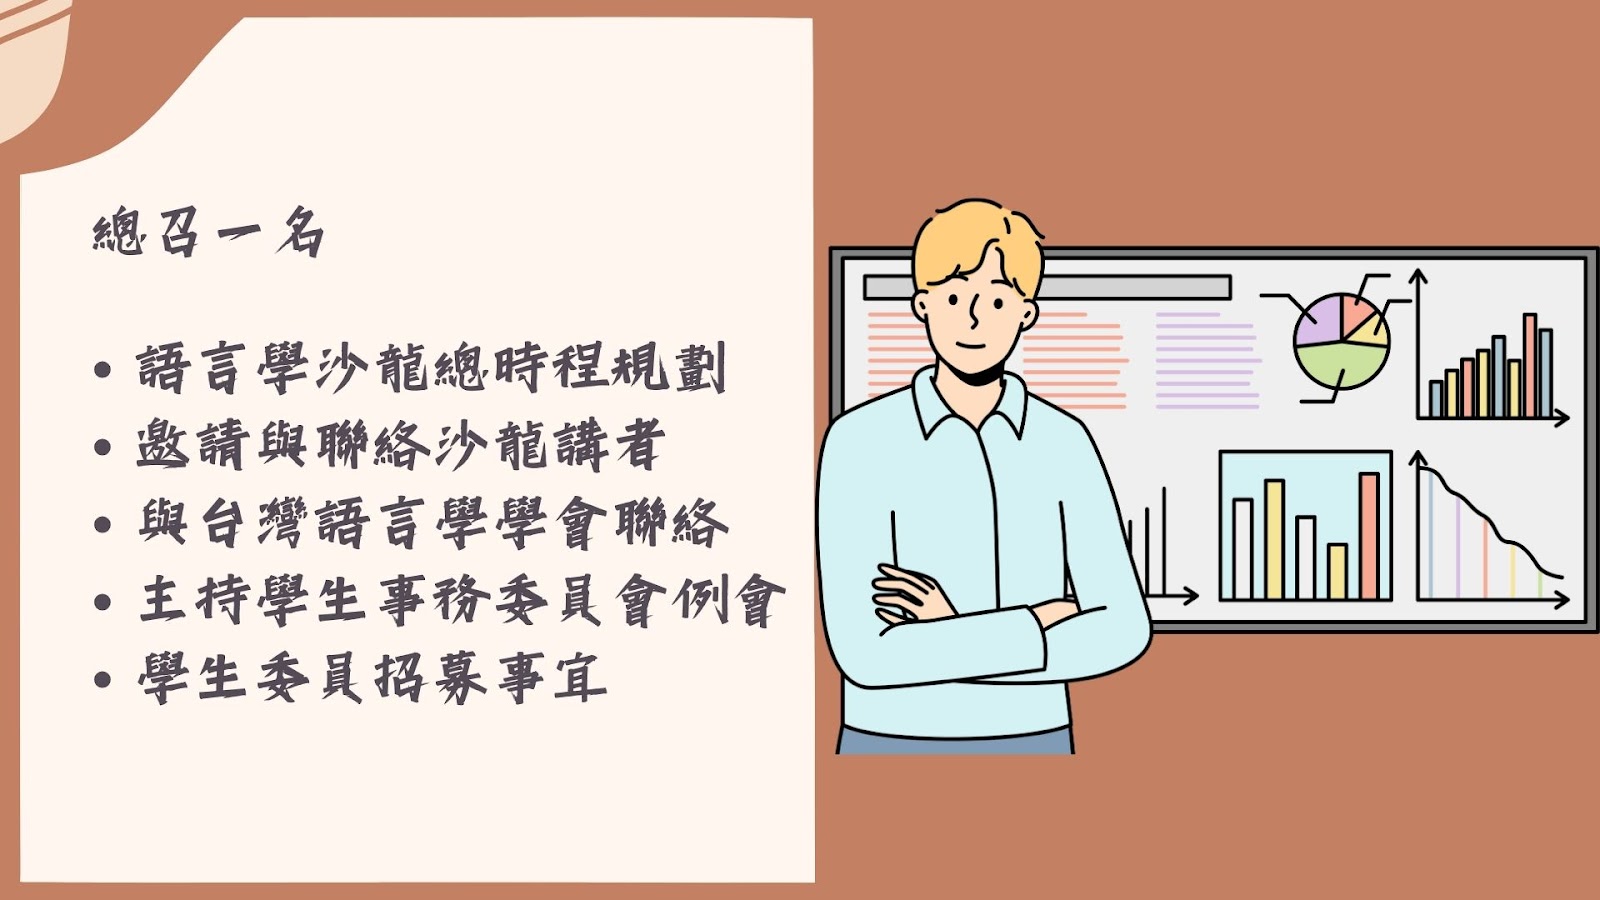 總召一名
• 語言學沙龍總時程規劃
• 邀請與聯絡沙龍講者
• 與台灣語言學學會聯絡
• 主持學生事務委員會例會
• 學生委員招募事宜